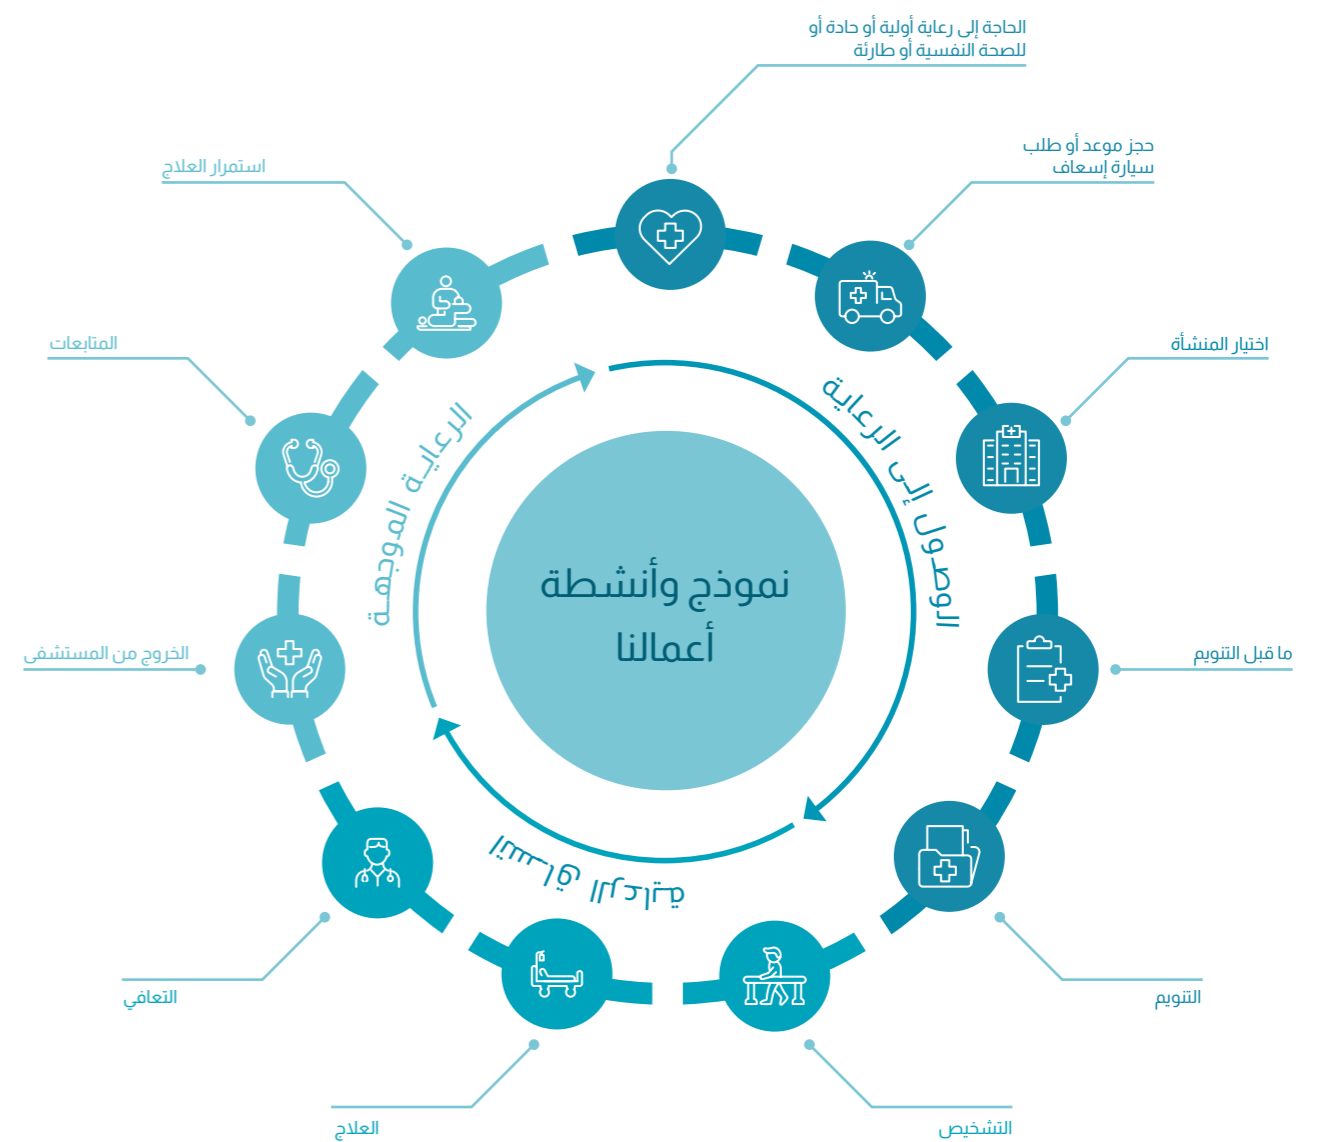 الحاجة إلى رعاية أولية أو حادة أو
للصحة النفسية أو طارئة
حجز موعد أو طلب
سيارة إسعاف
اختيار المنشأة
ما قبل التنويم
التنويم
التشخيص
العلاج
التعافي
الخروج من المستشفى
المتابعات
استمرار العلاج
الوصول إلى الرعاية
اتساق الرعاية
الرعاية الموجهة
نموذج وأنشطة
أعمالنا